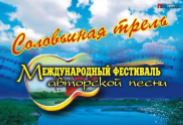 Соловьиная трель
Международный фестиваль
авторской песни